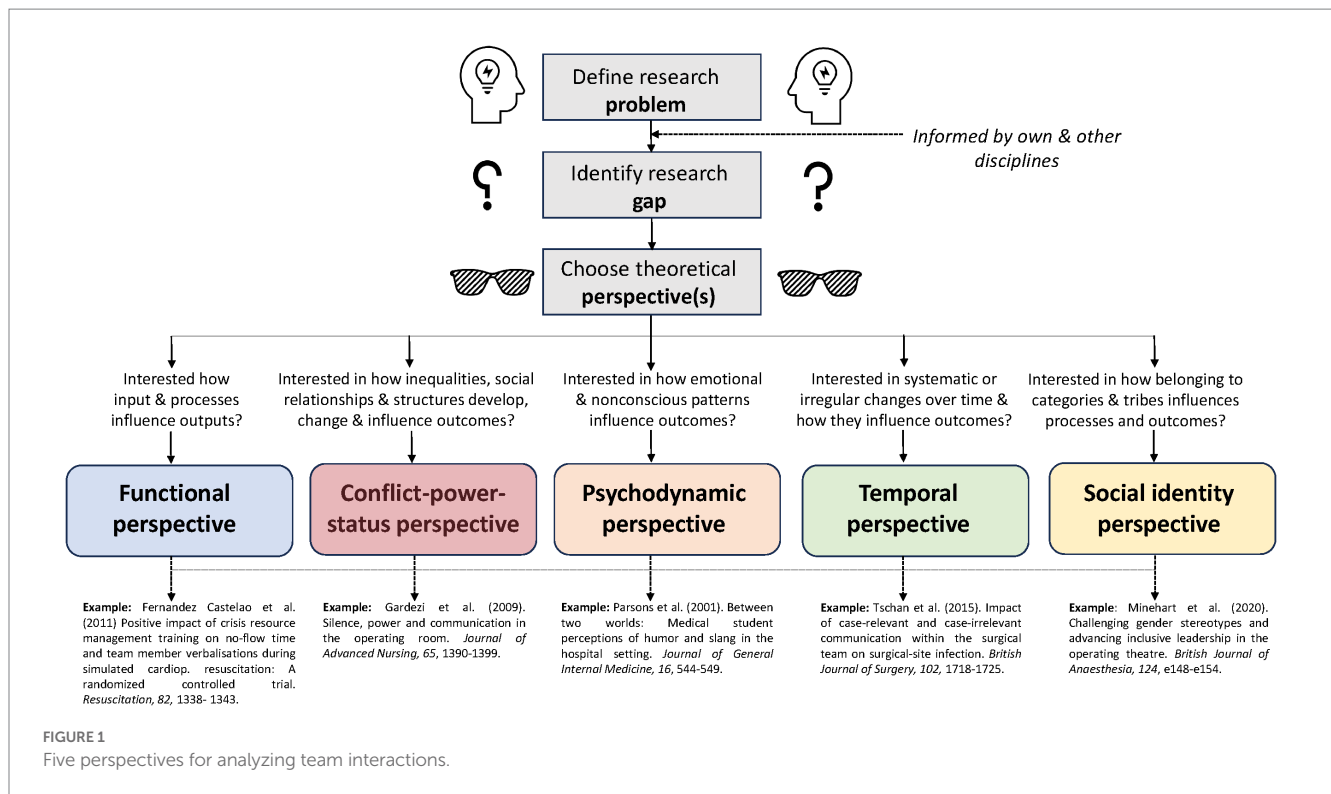 Define research
problem
Informed by own & other
disciplines
Identify research
gap
Choose theoretical
perspective(s)
Interested how
input & processes
influence outputs?
Interested in how inequalities, social
relationships & structures develop,
change & influence outcomes?
Interested in how emotional
& nonconscious patterns
influence outcomes?
Interested in systematic or
irregular changes over time &
how they influence outcomes?
Interested in how belonging to
categories & tribes influences
processes and outcomes?
Functional
perspective
Conflict-power-
status perspective
Psychodynamic
perspective
Temporal
perspective
Social identity
perspective
Example: Fernandez Castelao et al.
(2011) Positive impact of crisis resource
management training on no-flow time
and team member verbalisations during
simulated cardiop. resuscitation: A
randomized controlled trial.
Resuscitation, 82, 1338- 1343.
Example: Gardezi et al. (2009).
Silence, power and communication in
the operating room. Journal of
Advanced Nursing, 65, 1390-1399.
Example: Parsons et al. (2001). Between
two worlds: Medical student
perceptions of humor and slang in the
hospital setting. Journal of General
Internal Medicine, 16, 544-549.
Example: Tschan et al. (2015). Impact
of case-relevant and case-irrelevant
communication within the surgical
team on surgical-site infection. British
Journal of Surgery, 102, 1718-1725.
Example: Minehart et al. (2020).
Challenging gender stereotypes and
advancing inclusive leadership in the
operating theatre. British Journal of
Anaesthesia, 124, e148-e154.
FIGURE 1
Five perspectives for analyzing team interactions.